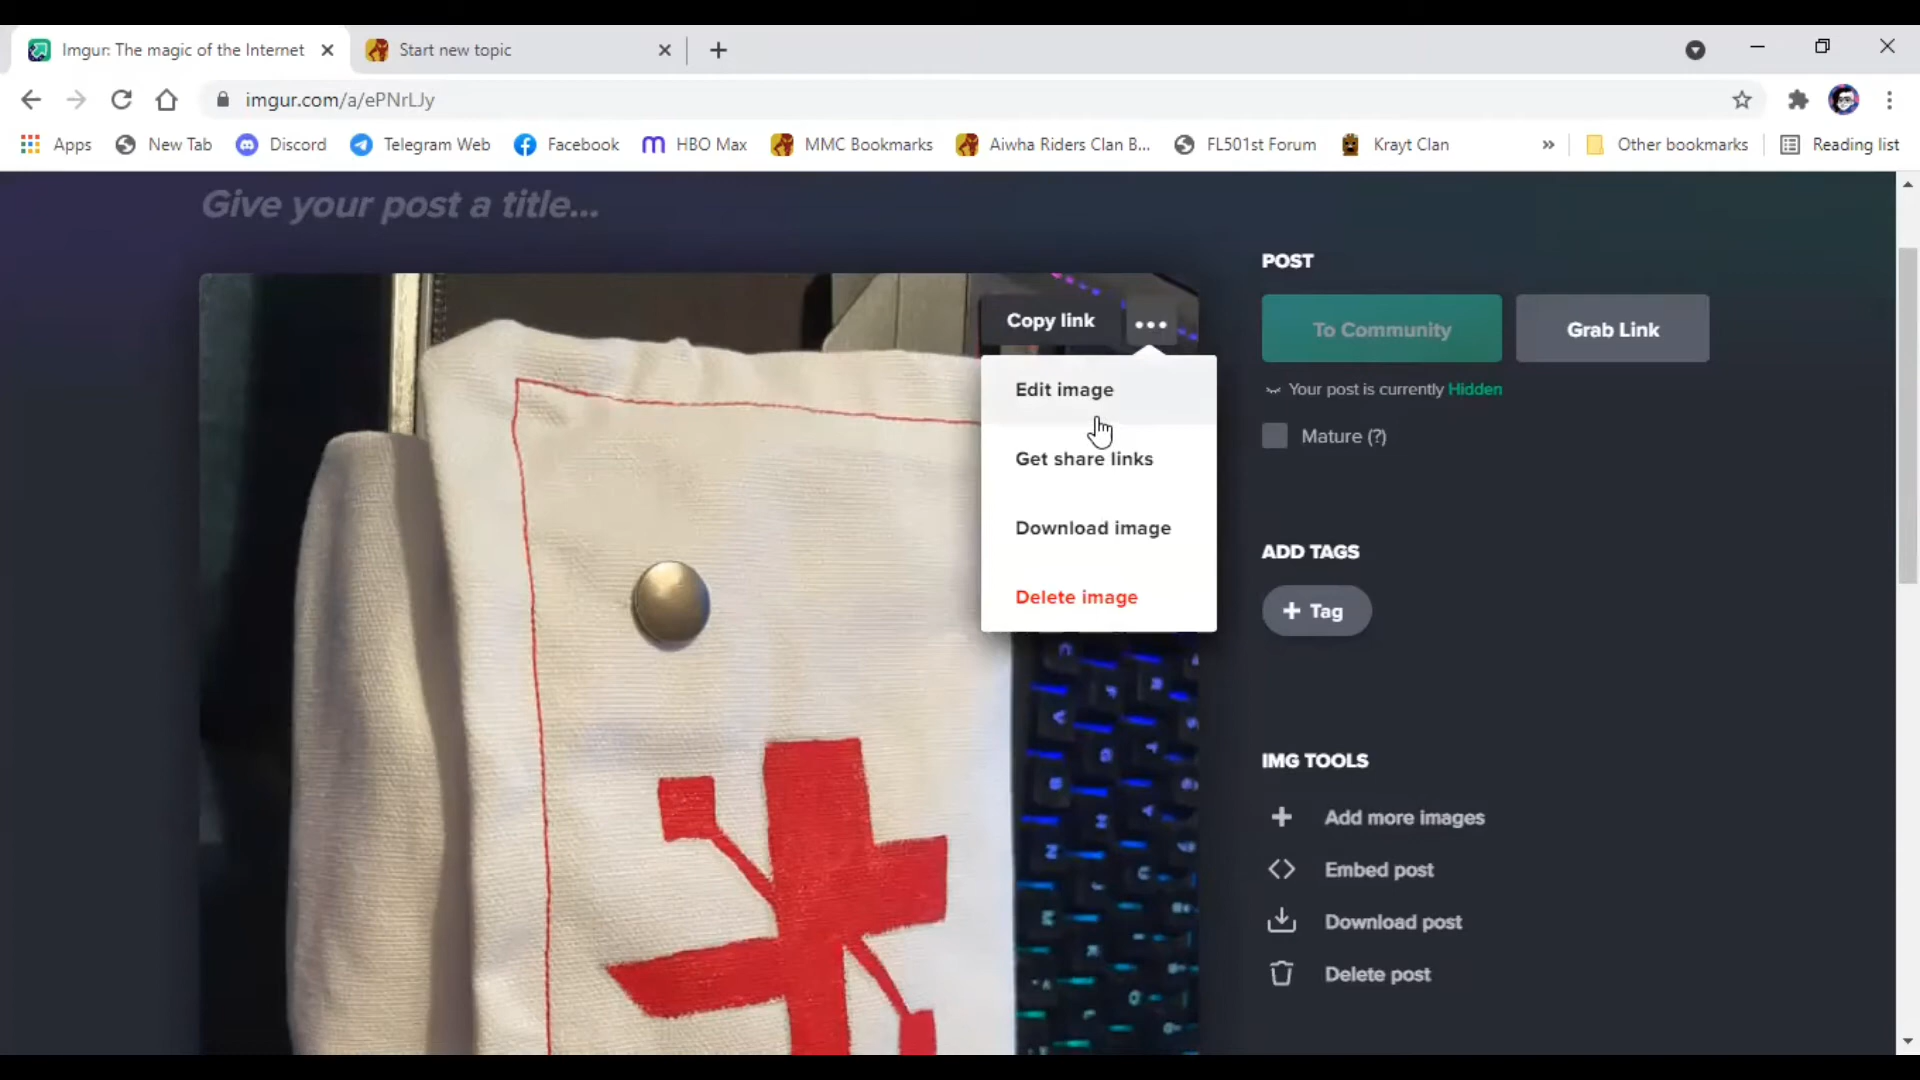 Imgur: The magic of the Internet
Start new topic
imgur.com/a/ePNrLJy
Apps
New Tab
Discord
Telegram Web
Facebook
HBO Max
MMC Bookmarks
Aiwha Riders Clan B...
FL501st Forum
Krayt Clan
»
Other bookmarks
Reading list
Give your post a title...
Copy link
•••
Edit image
Get share links
Download image
Delete image
POST
To Community
Grab Link
Your post is currently Hidden
Mature (?)
ADD TAGS
+ Tag
IMG TOOLS
Add more images
Embed post
Download post
Delete post